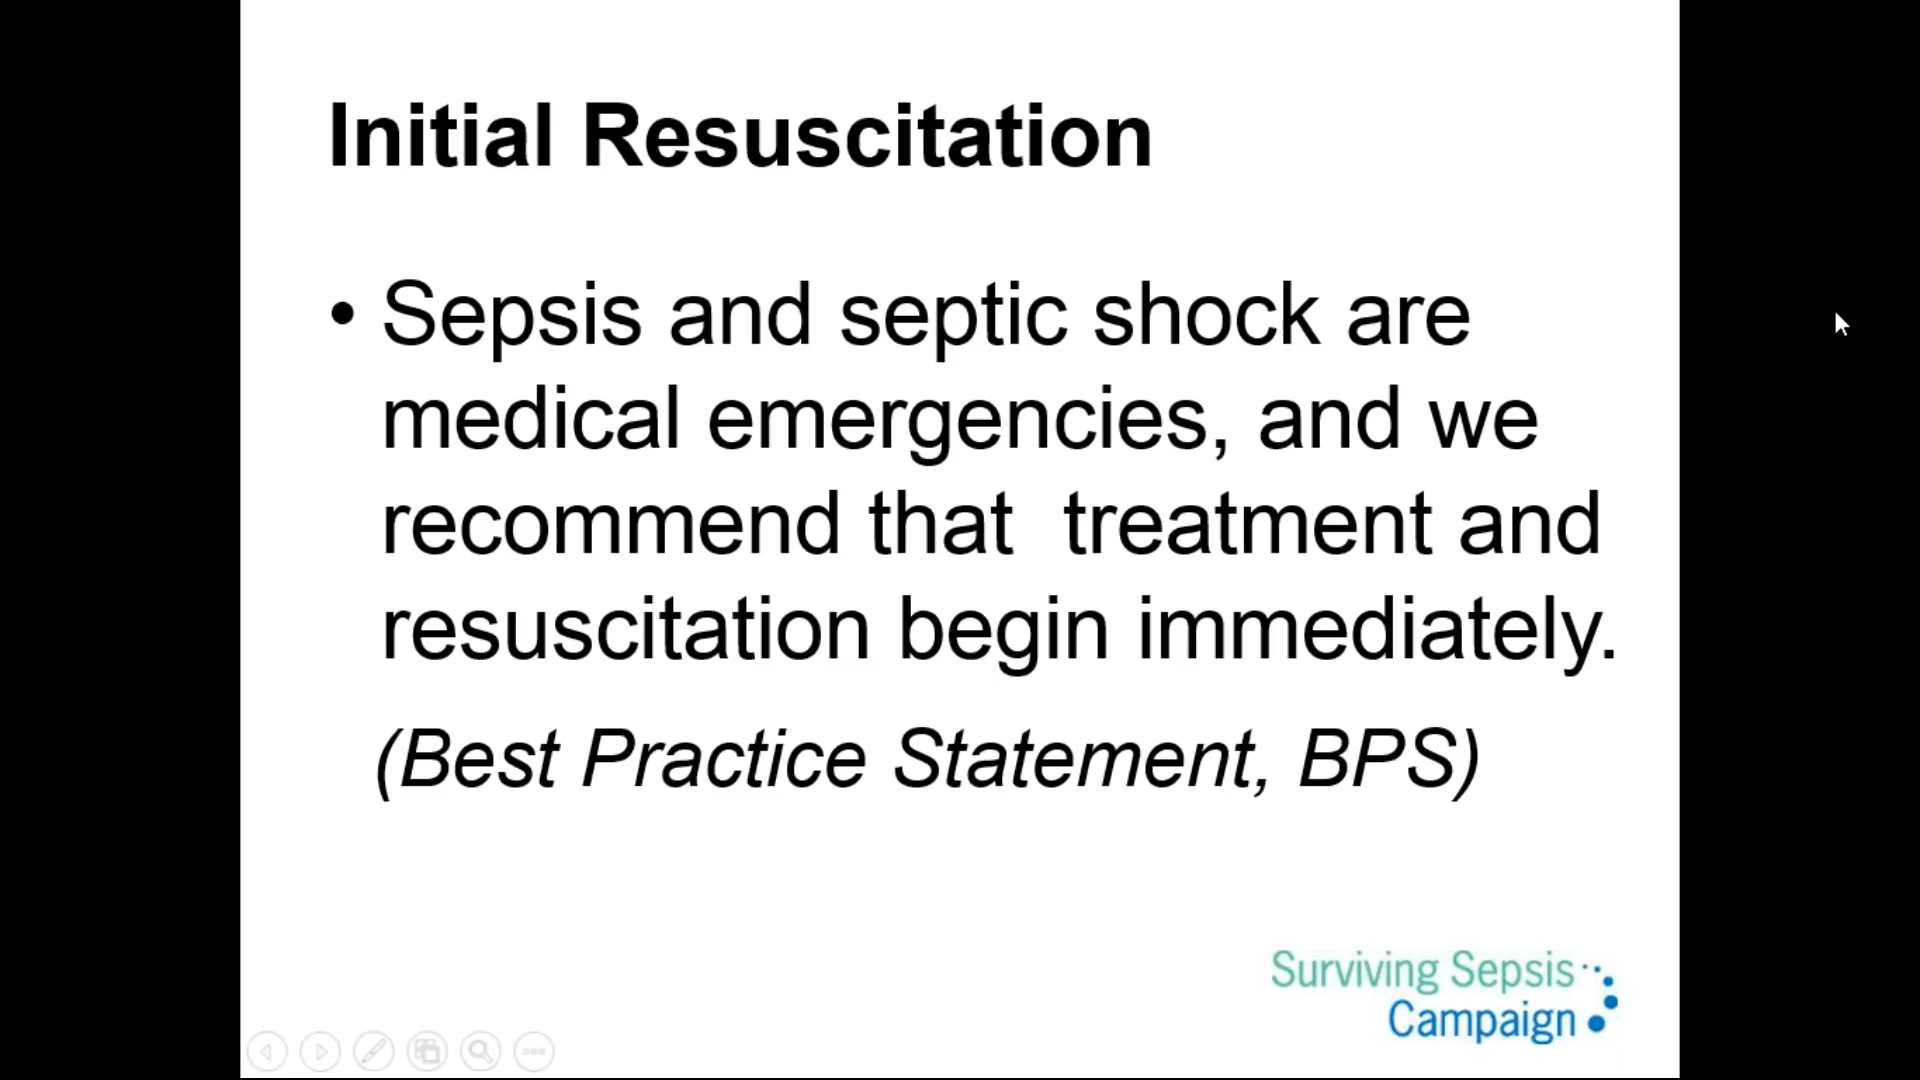 Initial Resuscitation
• Sepsis and septic shock are
medical emergencies, and we
recommend that  treatment and
resuscitation begin immediately.
(Best Practice Statement, BPS)
Surviving Sepsis
Campaign